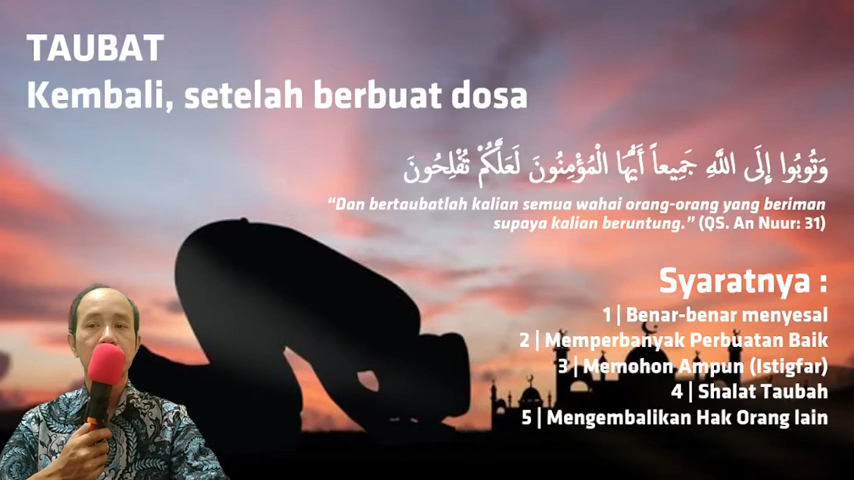 TAUBAT
Kembali, setelah berbuat dosa
وَتُوبُوا إِلَى اللَّهِ جَمِيعاً أَيُّهَا الْمُؤْمِنُونَ لَعَلَّكُمْ تُفْلِحُونَ
“Dan bertaubatlah kalian semua wahai orang-orang yang beriman
supaya kalian beruntung.” (QS. An Nuur: 31)
Syaratnya :
1 | Benar-benar menyesal
2 | Memperbanyak Perbuatan Baik
3 | Memohon Ampun (Istigfar)
4 | Shalat Taubah
5 | Mengembalikan Hak Orang lain